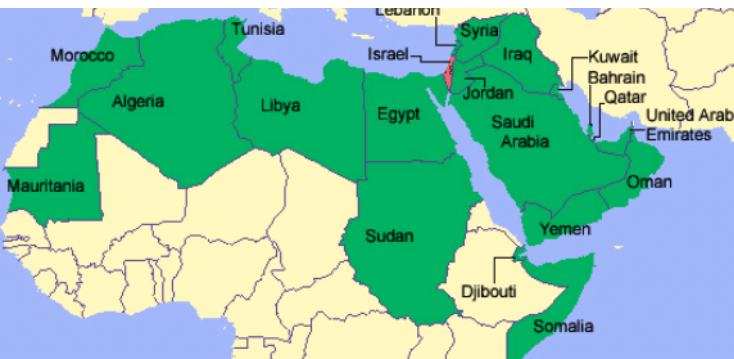 Lebanon
Tunisia
Syria
Morocco
Israel
Iraq
Kuwait
Bahrain
Jordan
Qatar
Algeria
Libya
Egypt
Saudi
Arabia
United Arab
Emirates
Mauritania
Oman
Yemen
Sudan
Djibouti
Somalia